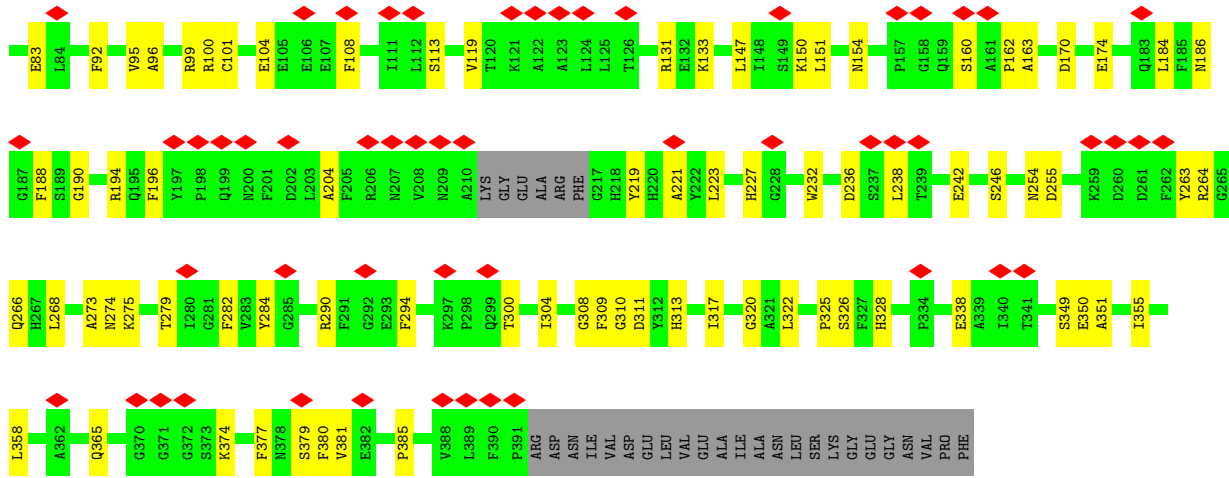 E83 L84 F92 V95 A96 R99 R100 C101 E104 E105 E106 E107 F108 I111 L112 S113 V119 T120 K121 A122 A123 L124 L125 T126 R131 E132 K133 L147 I148 S149 K150 L151 N154 P157 G158 Q159 S160 A161 P162 A163 D170 E174 Q183 L184 F185 N186
G187 F188 S189 G190 R194 Q195 F196 Y197 P198 Q199 N200 F201 D202 L203 A204 F205 R206 N207 V208 N209 A210 LYS GLY GLU ALA ARG PHE G217 H218 Y219 H220 A221 Y222 L223 H227 G228 W232 D236 S237 L238 T239 E242 S246 N254 D255 K259 D260 D261 F262 Y263 R264 G265
Q266 H267 L268 A273 N274 K275 T279 I280 G281 F282 V283 Y284 G285 R290 F291 G292 E293 F294 K297 P298 Q299 T300 I304 G308 F309 G310 D311 Y312 H313 I317 G320 A321 L322 P325 S326 F327 H328 P334 E338 A339 I340 T341 S349 E350 A351 I355
L358 A362 Q365 G370 G371 G372 S373 K374 F377 N378 S379 F380 V381 E382 P385 V388 L389 F390 P391 ARG ASP ASN ILE VAL ASP GLU LEU VAL GLU ALA ILE ALA ASN LEU SER LYS GLY GLU GLY ASN VAL PRO PHE